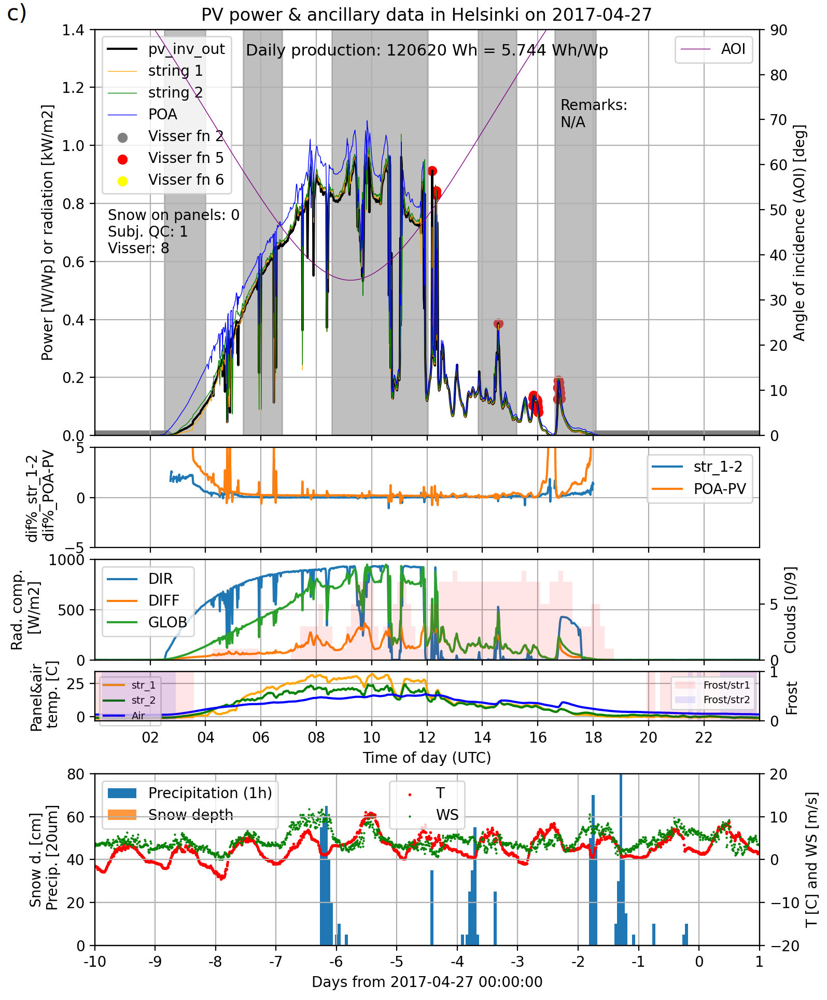 c)
PV power & ancillary data in Helsinki on 2017-04-27
Daily production: 120620 Wh = 5.744 Wh/Wp
pv_inv_out
string 1
string 2
POA
Visser fn 2
Visser fn 5
Visser fn 6
AOI
Remarks:
N/A
Snow on panels: 0
Subj. QC: 1
Visser: 8
Power [W/Wp] or radiation [kW/m2]
1.4
1.2
1.0
0.8
0.6
0.4
0.2
0.0
Angle of incidence (AOI) [deg]
90
80
70
60
50
40
30
20
10
0
dif%_str_1-2
dif%_POA-PV
5
0
−5
str_1-2
POA-PV
Rad. comp.
[W/m2]
1000
500
0
DIR
DIFF
GLOB
Clouds [0/9]
5
0
Panel&air
temp. [C]
25
0
str_1
str_2
Air
Frost/str1
Frost/str2
Frost
1
0
02 04 06 08 10 12 14 16 18 20 22
Time of day (UTC)
Snow d. [cm]
Precip. [20um]
80
60
40
20
0
Precipitation (1h)
Snow depth
T
WS
T [C] and WS [m/s]
20
10
0
−10
−20
-10 -9 -8 -7 -6 -5 -4 -3 -2 -1 0 1
Days from 2017-04-27 00:00:00